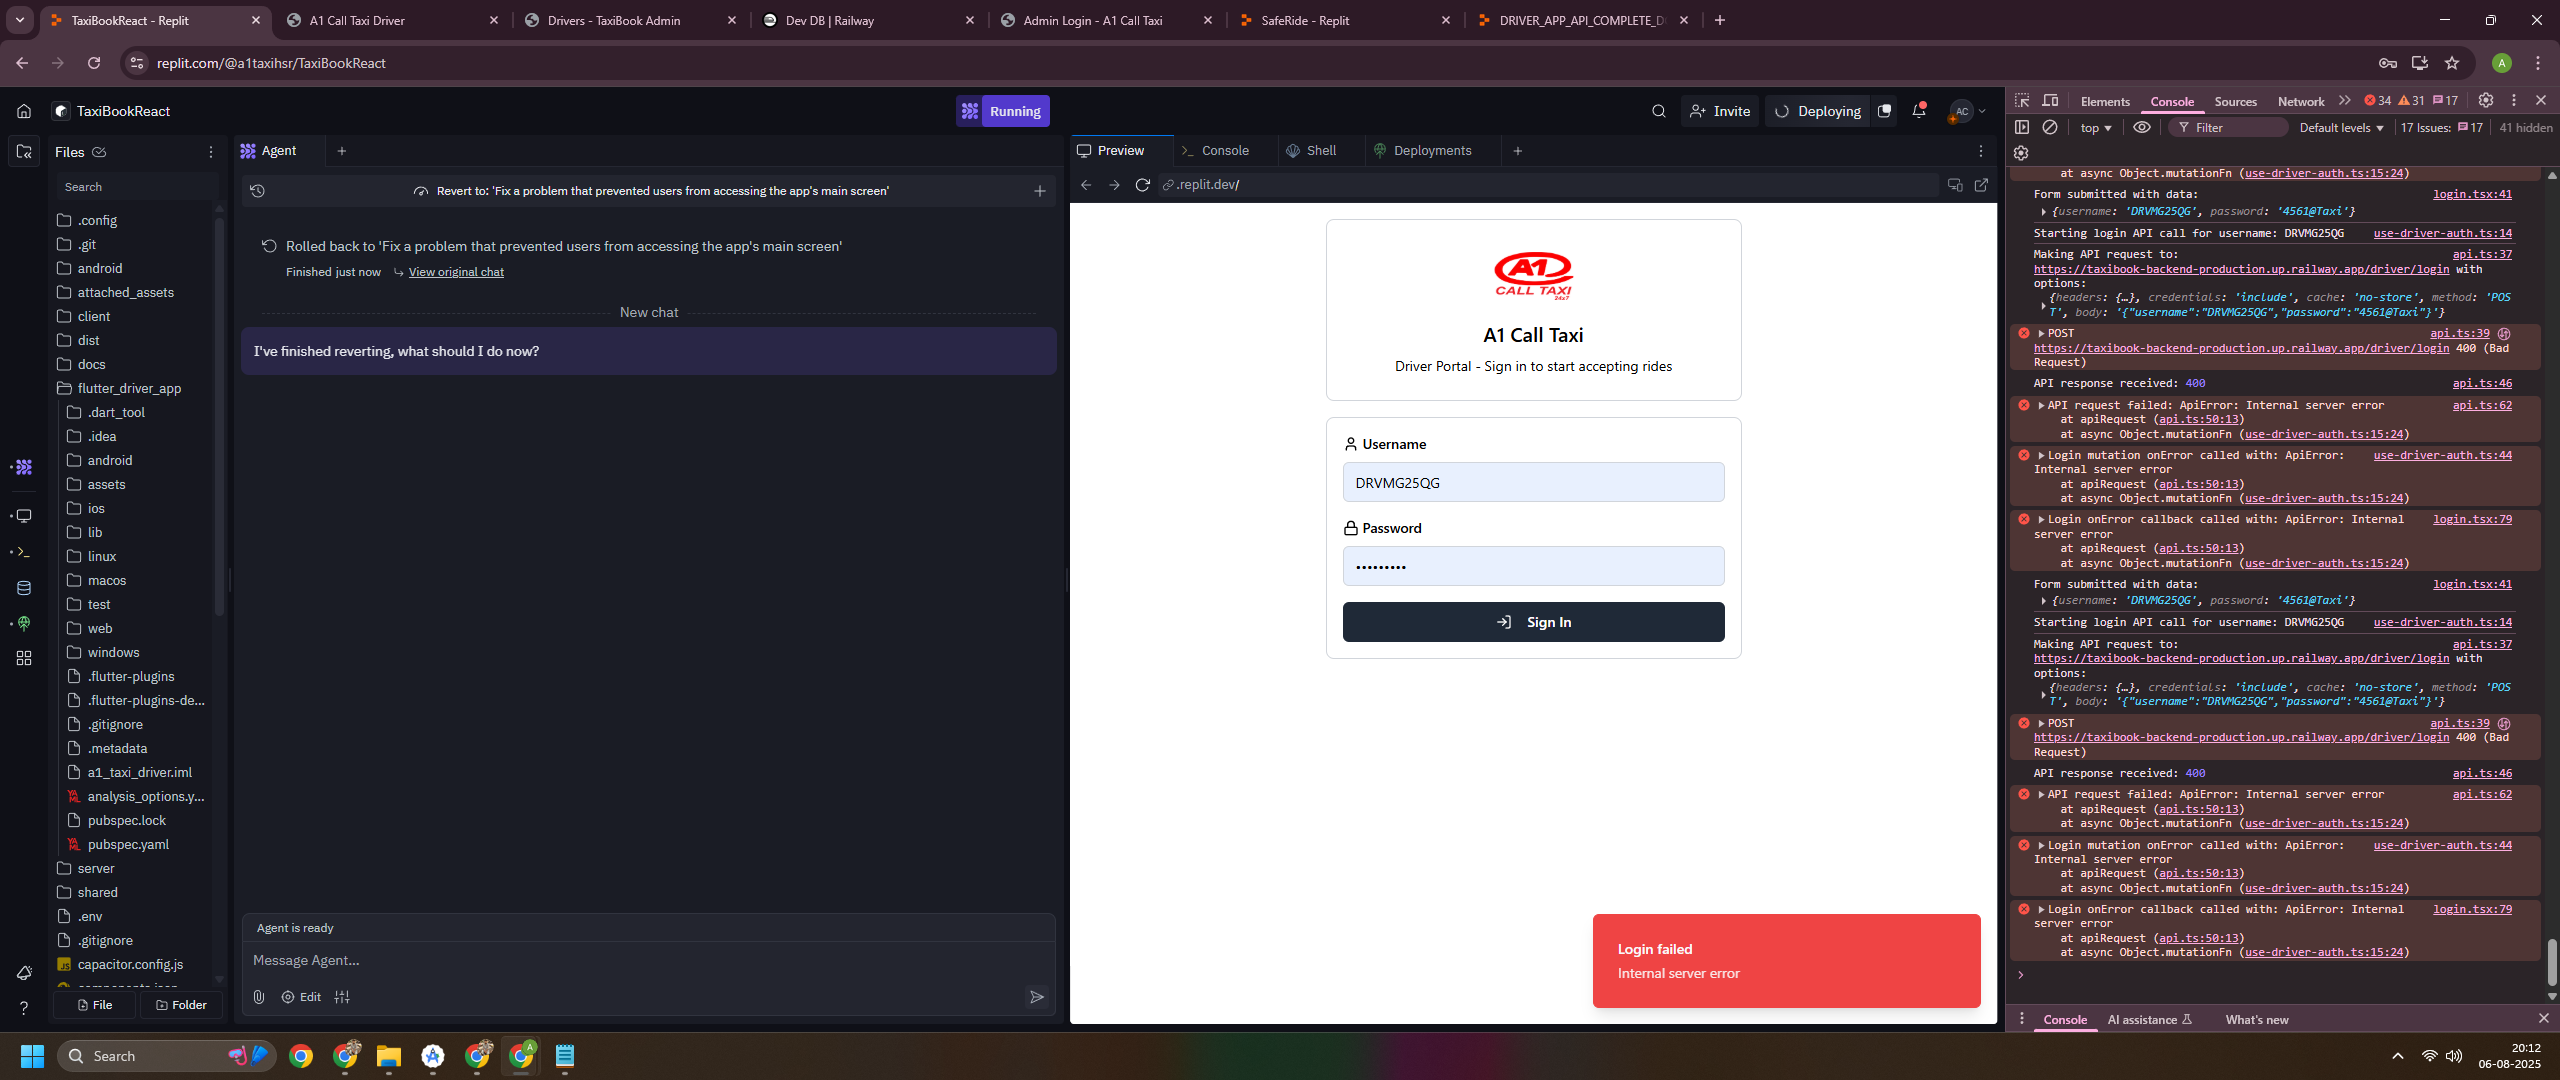 TaxiBookReact - Replit
A1 Call Taxi Driver
Drivers - TaxiBook Admin
Dev DB | Railway
Admin Login - A1 Call Taxi
SafeRide - Replit
DRIVER_APP_API_COMPLETE_D
replit.com/@a1taxihsr/TaxiBookReact
A
TaxiBookReact
Running
Invite
Deploying
AC
Files
Search
.config
.git
android
attached_assets
client
dist
docs
flutter_driver_app
.dart_tool
.idea
android
assets
ios
lib
linux
macos
test
web
windows
.flutter-plugins
.flutter-plugins-de...
.gitignore
.metadata
a1_taxi_driver.iml
analysis_options.y...
pubspec.lock
pubspec.yaml
server
shared
.env
.gitignore
capacitor.config.js
File
Folder
Agent
Revert to: 'Fix a problem that prevented users from accessing the app's main screen'
Rolled back to 'Fix a problem that prevented users from accessing the app's main screen'
Finished just now
View original chat
New chat
I've finished reverting, what should I do now?
Agent is ready
Message Agent...
Edit
Preview
Console
Shell
Deployments
.replit.dev/
A1
CALL TAXI
24x7
A1 Call Taxi
Driver Portal - Sign in to start accepting rides
Username
DRVMG25QG
Password
•••••••••
Sign In
Login failed
Internal server error
Elements
Console
Sources
Network
34
31
17
top
Filter
Default levels
17 Issues:
17
41 hidden
at async Object.mutationFn (use-driver-auth.ts:15:24)
Form submitted with data: login.tsx:41
{username: 'DRVMG25QG', password: '4561@Taxi'}
Starting login API call for username: DRVMG25QG use-driver-auth.ts:14
Making API request to: api.ts:37
https://taxibook-backend-production.up.railway.app/driver/login with
options:
{headers: {…}, credentials: 'include', cache: 'no-store', method: 'POS
T', body: '{"username":"DRVMG25QG","password":"4561@Taxi"}'}
POST api.ts:39
https://taxibook-backend-production.up.railway.app/driver/login 400 (Bad
Request)
API response received: 400 api.ts:46
API request failed: ApiError: Internal server error api.ts:62
at apiRequest (api.ts:50:13)
at async Object.mutationFn (use-driver-auth.ts:15:24)
Login mutation onError called with: ApiError: use-driver-auth.ts:44
Internal server error
at apiRequest (api.ts:50:13)
at async Object.mutationFn (use-driver-auth.ts:15:24)
Login onError callback called with: ApiError: Internal login.tsx:79
server error
at apiRequest (api.ts:50:13)
at async Object.mutationFn (use-driver-auth.ts:15:24)
Form submitted with data: login.tsx:41
{username: 'DRVMG25QG', password: '4561@Taxi'}
Starting login API call for username: DRVMG25QG use-driver-auth.ts:14
Making API request to: api.ts:37
https://taxibook-backend-production.up.railway.app/driver/login with
options:
{headers: {…}, credentials: 'include', cache: 'no-store', method: 'POS
T', body: '{"username":"DRVMG25QG","password":"4561@Taxi"}'}
POST api.ts:39
https://taxibook-backend-production.up.railway.app/driver/login 400 (Bad
Request)
API response received: 400 api.ts:46
API request failed: ApiError: Internal server error api.ts:62
at apiRequest (api.ts:50:13)
at async Object.mutationFn (use-driver-auth.ts:15:24)
Login mutation onError called with: ApiError: use-driver-auth.ts:44
Internal server error
at apiRequest (api.ts:50:13)
at async Object.mutationFn (use-driver-auth.ts:15:24)
Login onError callback called with: ApiError: Internal login.tsx:79
server error
at apiRequest (api.ts:50:13)
at async Object.mutationFn (use-driver-auth.ts:15:24)
Console
AI assistance
What's new
Search
20:12
06-08-2025